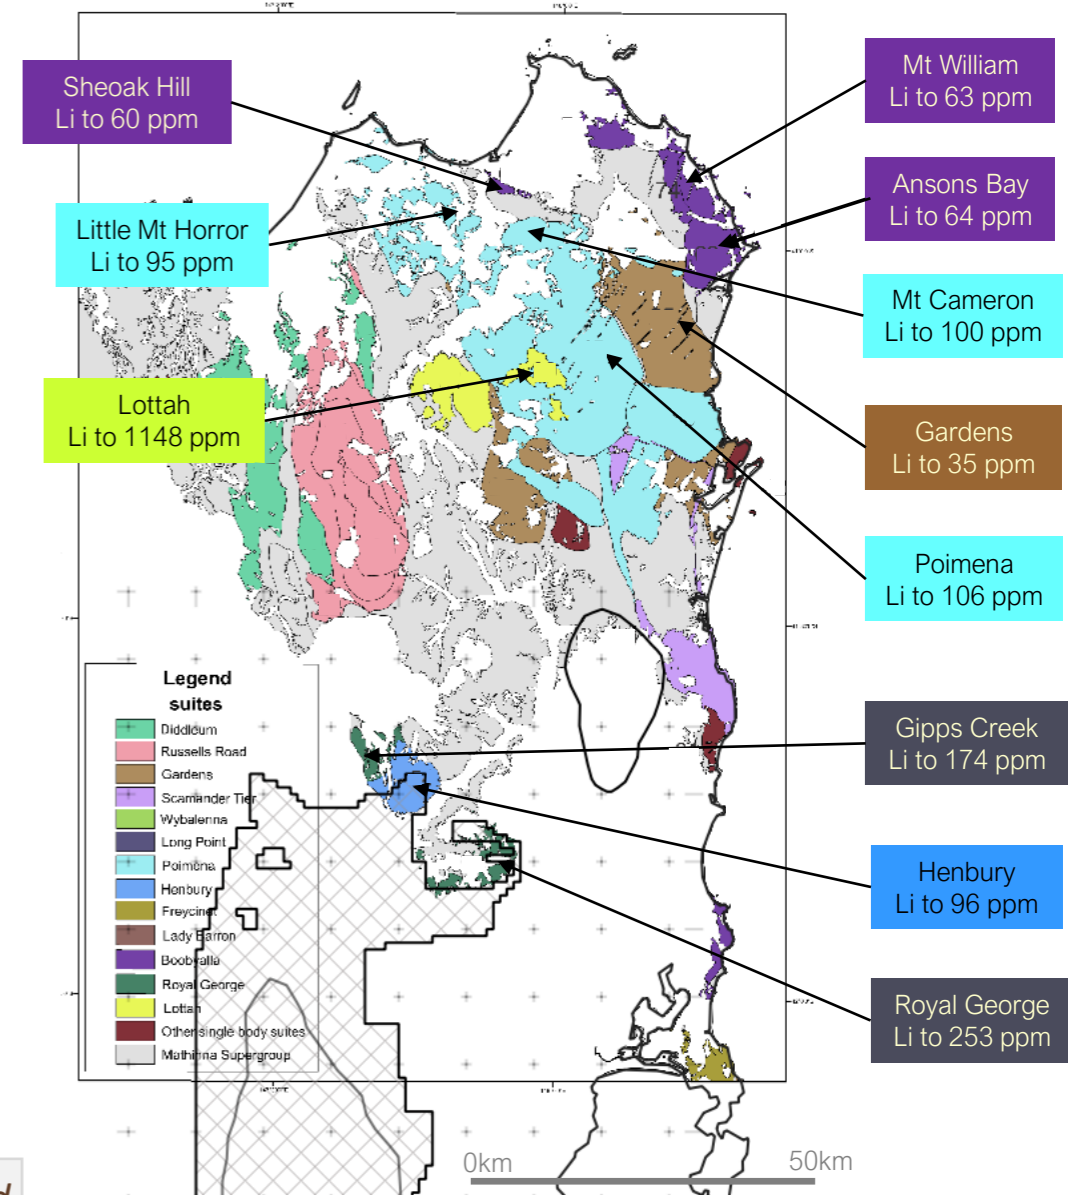 Sheoak Hill
Li to 60 ppm
Mt William
Li to 63 ppm
Ansons Bay
Li to 64 ppm
Little Mt Horror
Li to 95 ppm
Mt Cameron
Li to 100 ppm
Lottah
Li to 1148 ppm
Gardens
Li to 35 ppm
Poimena
Li to 106 ppm
Gipps Creek
Li to 174 ppm
Henbury
Li to 96 ppm
Royal George
Li to 253 ppm
Legend
suites
Diddleum
Russells Road
Gardens
Scamander Tier
Wybalenna
Long Point
Poimena
Henbury
Freycinet
Lady Barron
Boobyalla
Royal George
Lottah
Other single body suites
Mathinna Supergroup
0km
50km